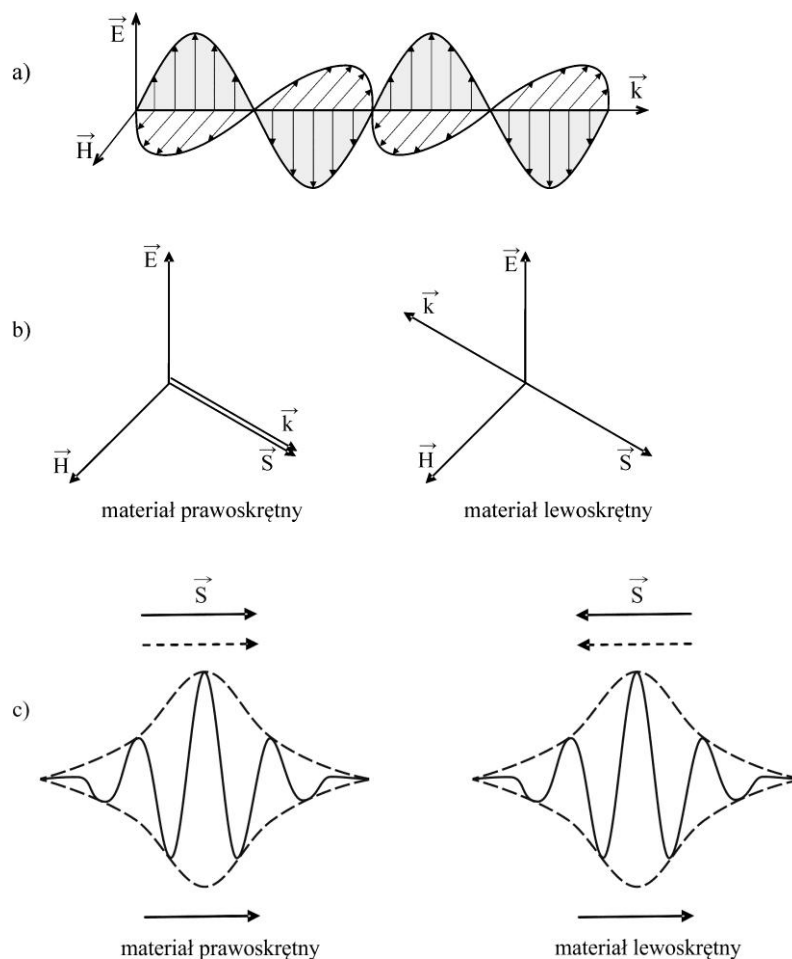 a)
E⃗
k⃗
H⃗
b)
E⃗
k⃗
S⃗
H⃗
materiał prawoskrętny
E⃗
k⃗
S⃗
H⃗
materiał lewoskrętny
c)
S⃗
materiał prawoskrętny
S⃗
materiał lewoskrętny